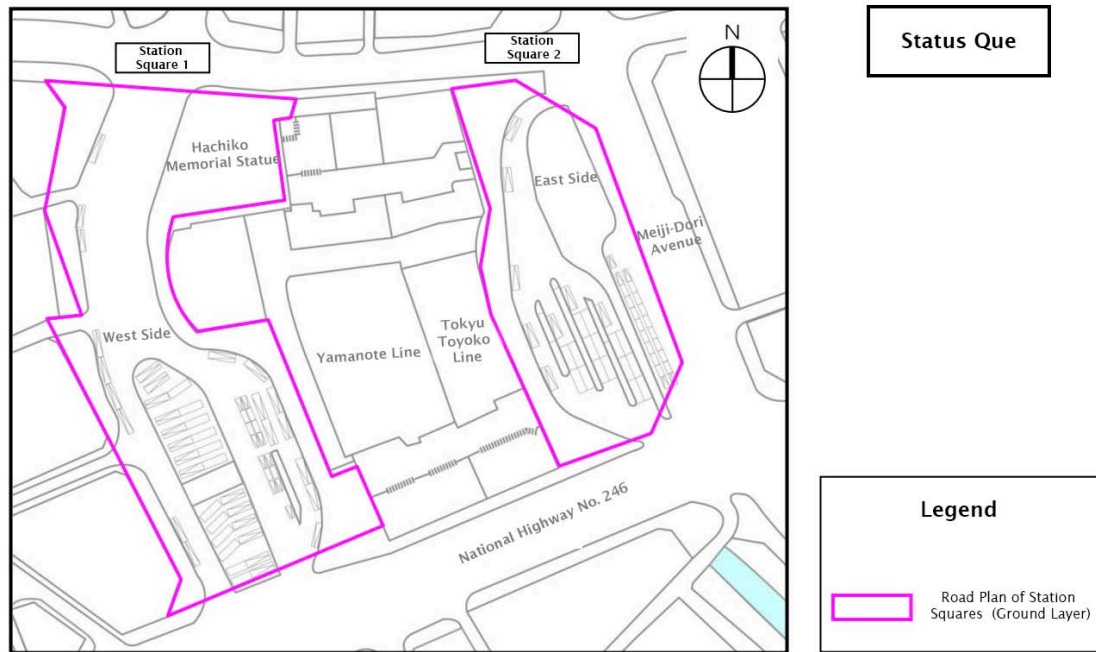 Station
Square 1
Station
Square 2
N
Status Que
Hachiko
Memorial Statue
East Side
Meiji-Dori
Avenue
West Side
Yamanote Line
Tokyu
Toyoko
Line
National Highway No. 246
Legend
Road Plan of Station
Squares (Ground Layer)